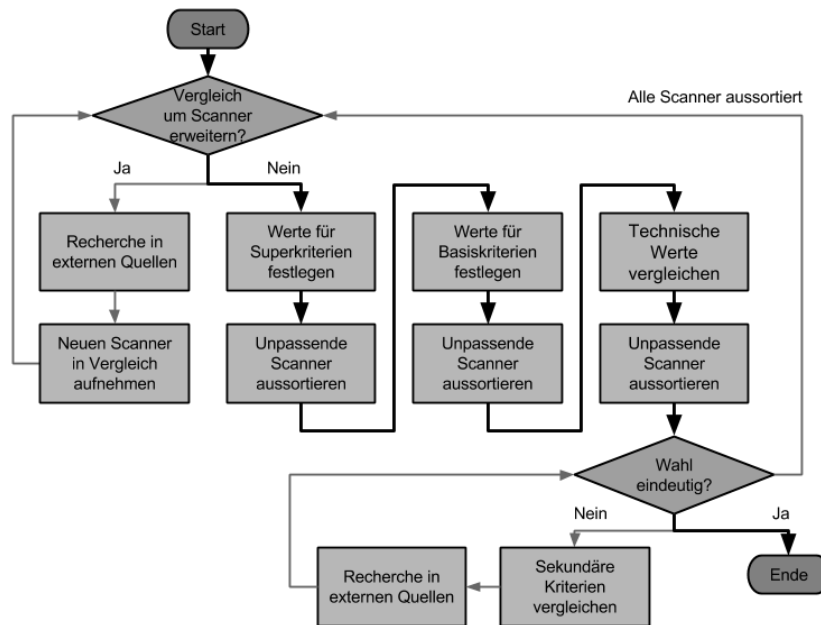 Start
Vergleich
um Scanner
erweitern?
Alle Scanner aussortiert
Ja
Nein
Recherche in
externen Quellen
Werte für
Superkriterien
festlegen
Werte für
Basiskriterien
festlegen
Technische
Werte
vergleichen
Neuen Scanner
in Vergleich
aufnehmen
Unpassende
Scanner
aussortieren
Unpassende
Scanner
aussortieren
Unpassende
Scanner
aussortieren
Wahl
eindeutig?
Nein
Ja
Recherche in
externen Quellen
Sekundäre
Kriterien
vergleichen
Ende